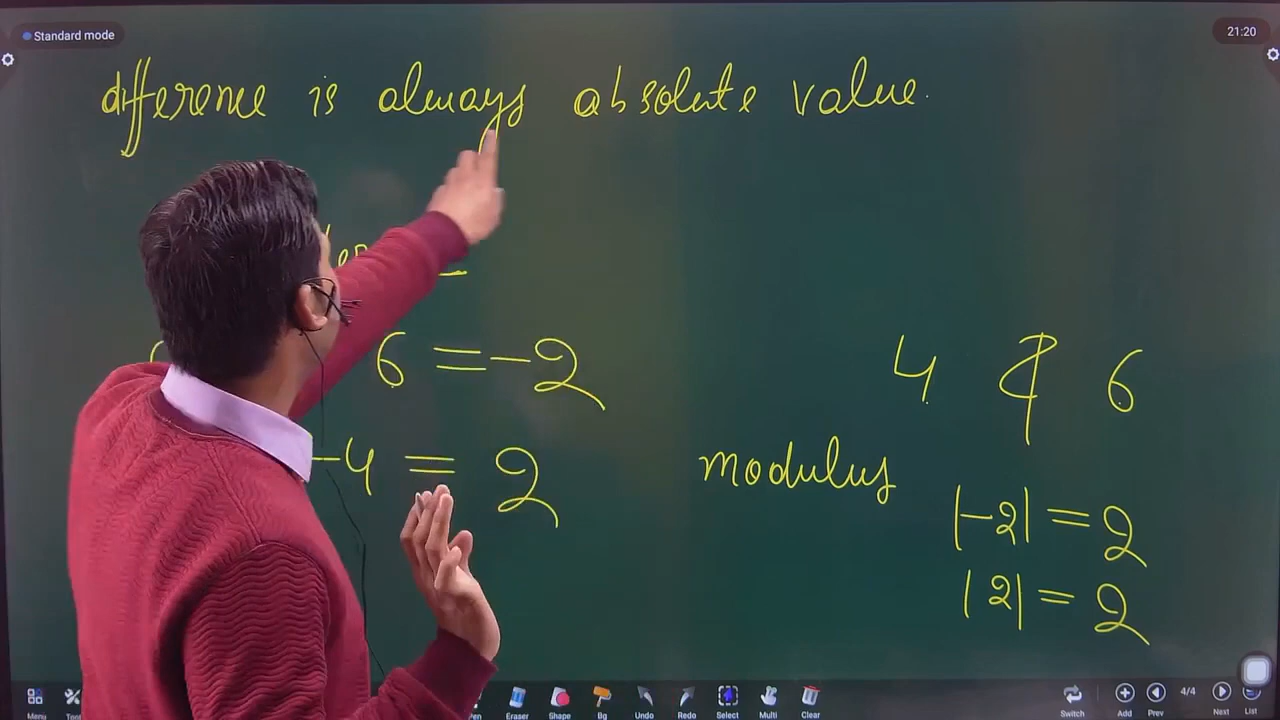 Standard mode
21:20
difference is always absolute value.
6 = -2
4 & 6
-4 = 2
modulus
|-2| = 2
|2| = 2
Menu
Eraser Shape Bg Undo Redo Select Multi Clear
Switch Add Prev 4/4 Next List